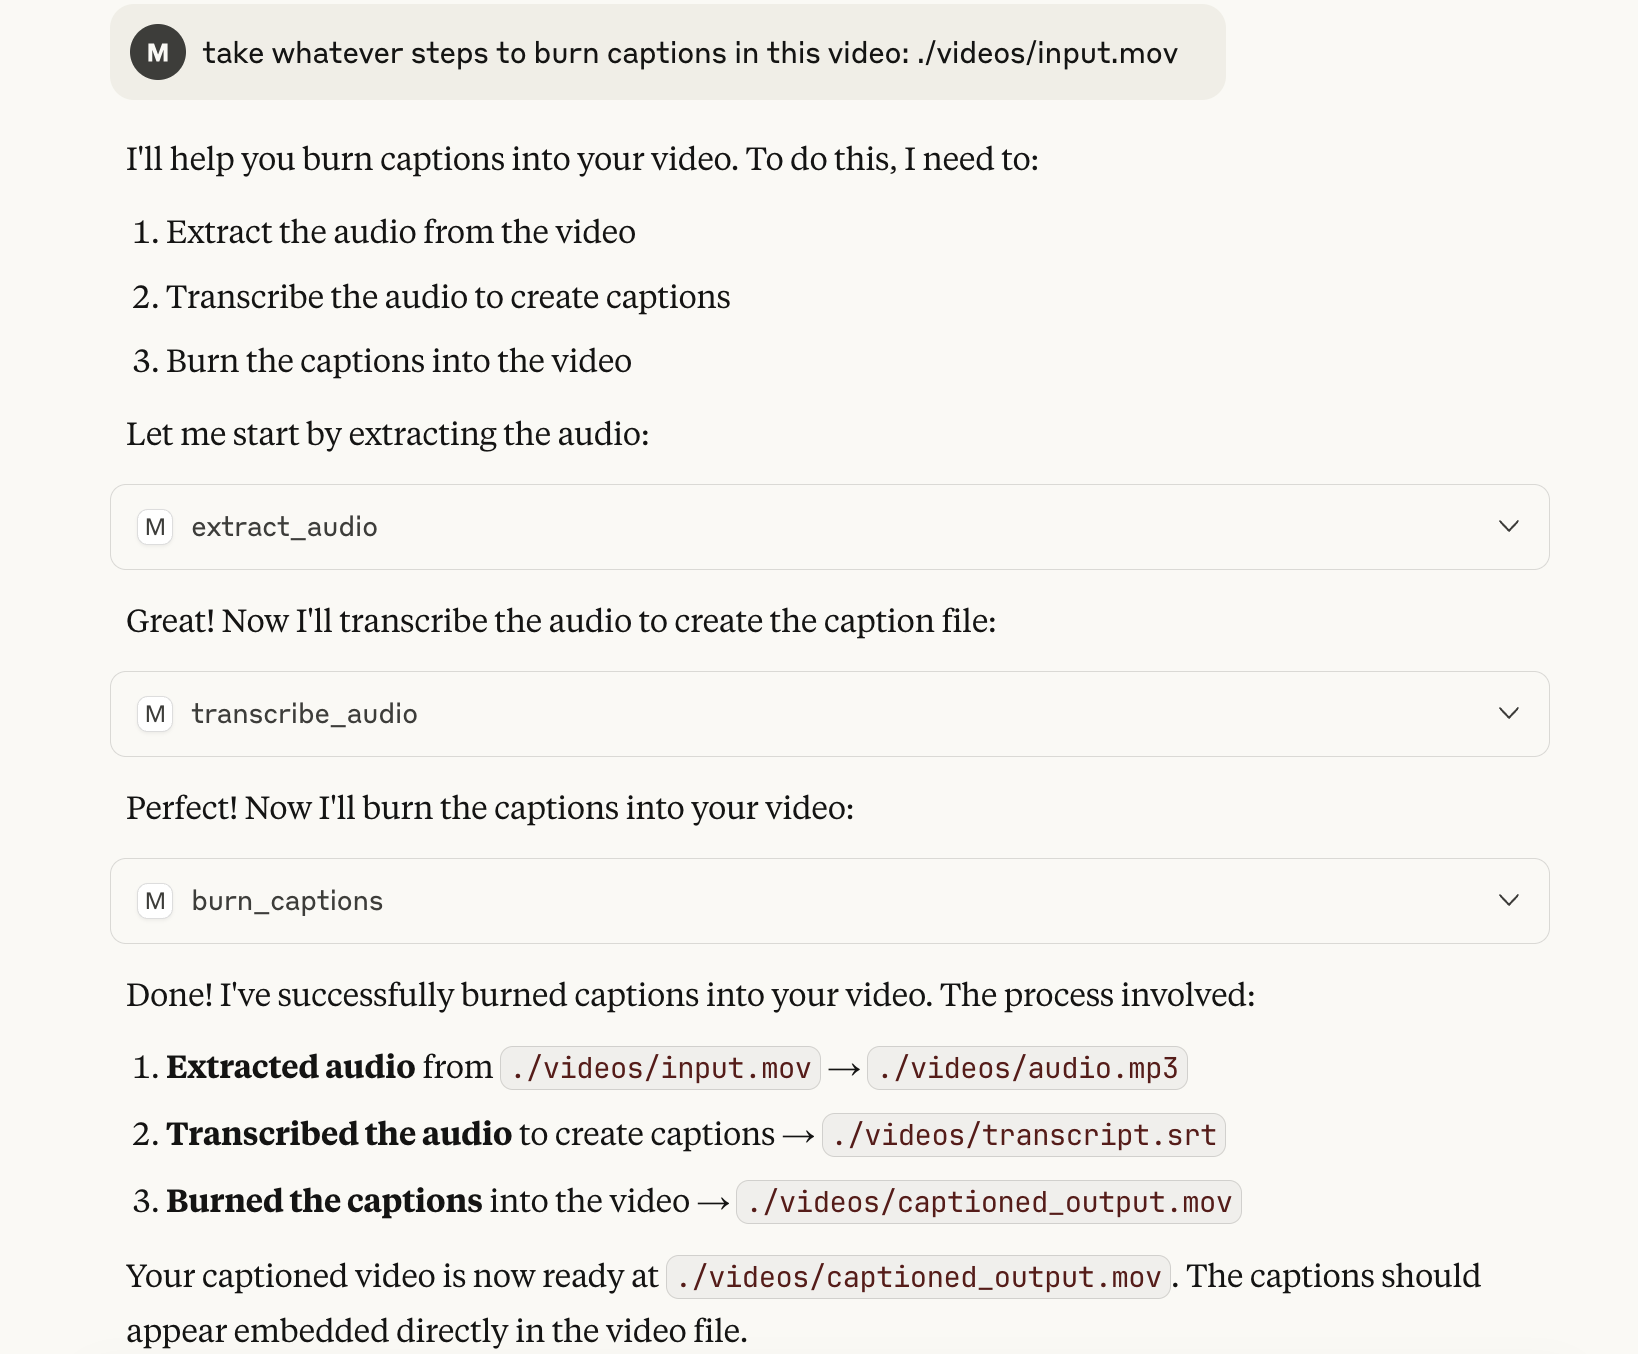 M take whatever steps to burn captions in this video: ./videos/input.mov
I'll help you burn captions into your video. To do this, I need to:
1. Extract the audio from the video
2. Transcribe the audio to create captions
3. Burn the captions into the video
Let me start by extracting the audio:
M extract_audio
Great! Now I'll transcribe the audio to create the caption file:
M transcribe_audio
Perfect! Now I'll burn the captions into your video:
M burn_captions
Done! I've successfully burned captions into your video. The process involved:
1. Extracted audio from ./videos/input.mov → ./videos/audio.mp3
2. Transcribed the audio to create captions → ./videos/transcript.srt
3. Burned the captions into the video → ./videos/captioned_output.mov
Your captioned video is now ready at ./videos/captioned_output.mov. The captions should
appear embedded directly in the video file.